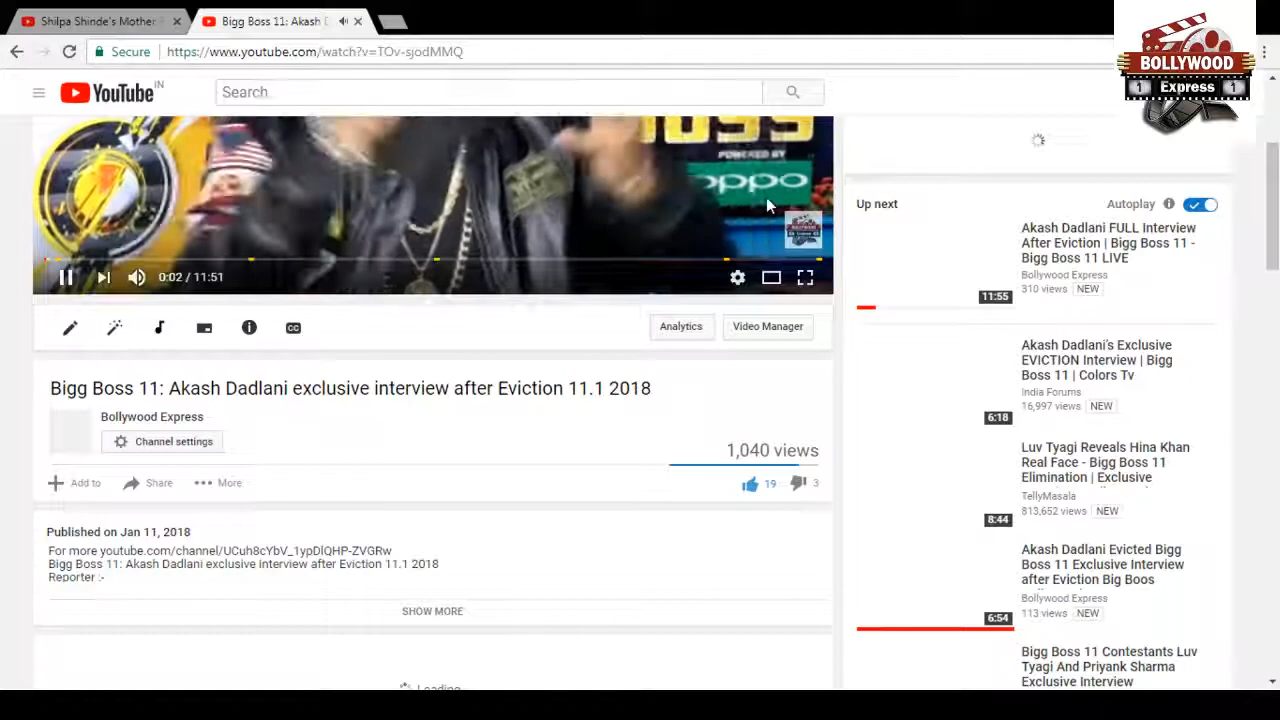 Shilpa Shinde's Mother
Bigg Boss 11: Akash D
Secure
https://www.youtube.com/watch?v=TOv-sjodMMQ
BOLLYWOOD
1 Express 1
YouTube IN
Search
POWERED BY
oppo
0:02 / 11:51
Analytics
Video Manager
Bigg Boss 11: Akash Dadlani exclusive interview after Eviction 11.1 2018
Bollywood Express
Channel settings
1,040 views
Add to
Share
More
19
3
Published on Jan 11, 2018
For more youtube.com/channel/UCuh8cYbV_1ypDlQHP-ZVGRw
Bigg Boss 11: Akash Dadlani exclusive interview after Eviction 11.1 2018
Reporter :-
SHOW MORE
Loading
Up next
Autoplay
Akash Dadlani FULL Interview
After Eviction | Bigg Boss 11 -
Bigg Boss 11 LIVE
Bollywood Express
310 views NEW
11:55
Akash Dadlani's Exclusive
EVICTION Interview | Bigg
Boss 11 | Colors Tv
India Forums
16,997 views NEW
6:18
Luv Tyagi Reveals Hina Khan
Real Face - Bigg Boss 11
Elimination | Exclusive
TellyMasala
813,652 views NEW
8:44
Akash Dadlani Evicted Bigg
Boss 11 Exclusive Interview
after Eviction Big Boos
Bollywood Express
113 views NEW
6:54
Bigg Boss 11 Contestants Luv
Tyagi And Priyank Sharma
Exclusive Interview